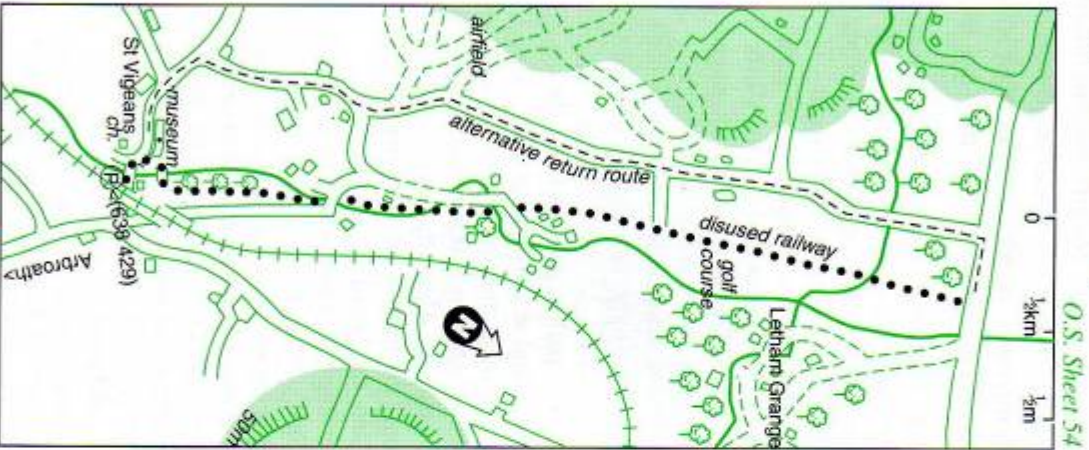 O.S. Sheet 54
0
½km
½m
airfield
St Vigeans
ch.
museum
P
(638 429)
Arbroath>
alternative return route
disused railway
golf
course
Letham Grange
N
50m